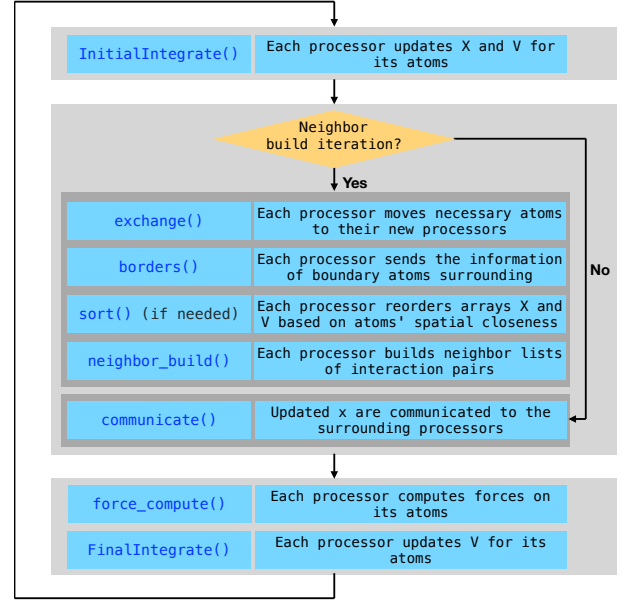 InitialIntegrate()
Each processor updates X and V for
its atoms
Neighbor
build iteration?
Yes
No
exchange()
Each processor moves necessary atoms
to their new processors
borders()
Each processor sends the information
of boundary atoms surrounding
sort() (if needed)
Each processor reorders arrays X and
V based on atoms' spatial closeness
neighbor_build()
Each processor builds neighbor lists
of interaction pairs
communicate()
Updated x are communicated to the
surrounding processors
force_compute()
Each processor computes forces on
its atoms
FinalIntegrate()
Each processor updates V for its
atoms